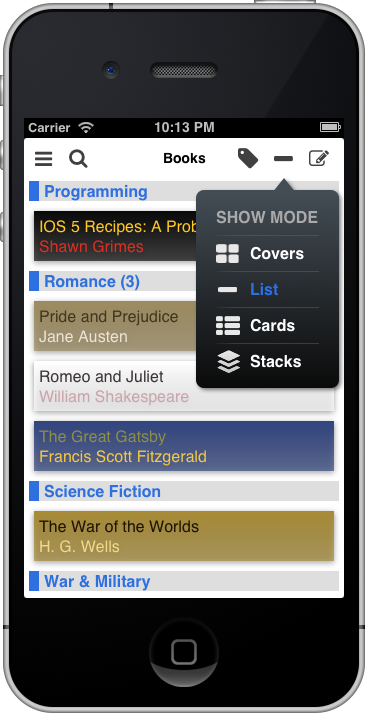 Carrier 10:13 PM
Books
Programming
IOS 5 Recipes: A Prob
Shawn Grimes
Romance (3)
Pride and Prejudice
Jane Austen
Romeo and Juliet
William Shakespeare
The Great Gatsby
Francis Scott Fitzgerald
Science Fiction
The War of the Worlds
H. G. Wells
War & Military
SHOW MODE
Covers
List
Cards
Stacks